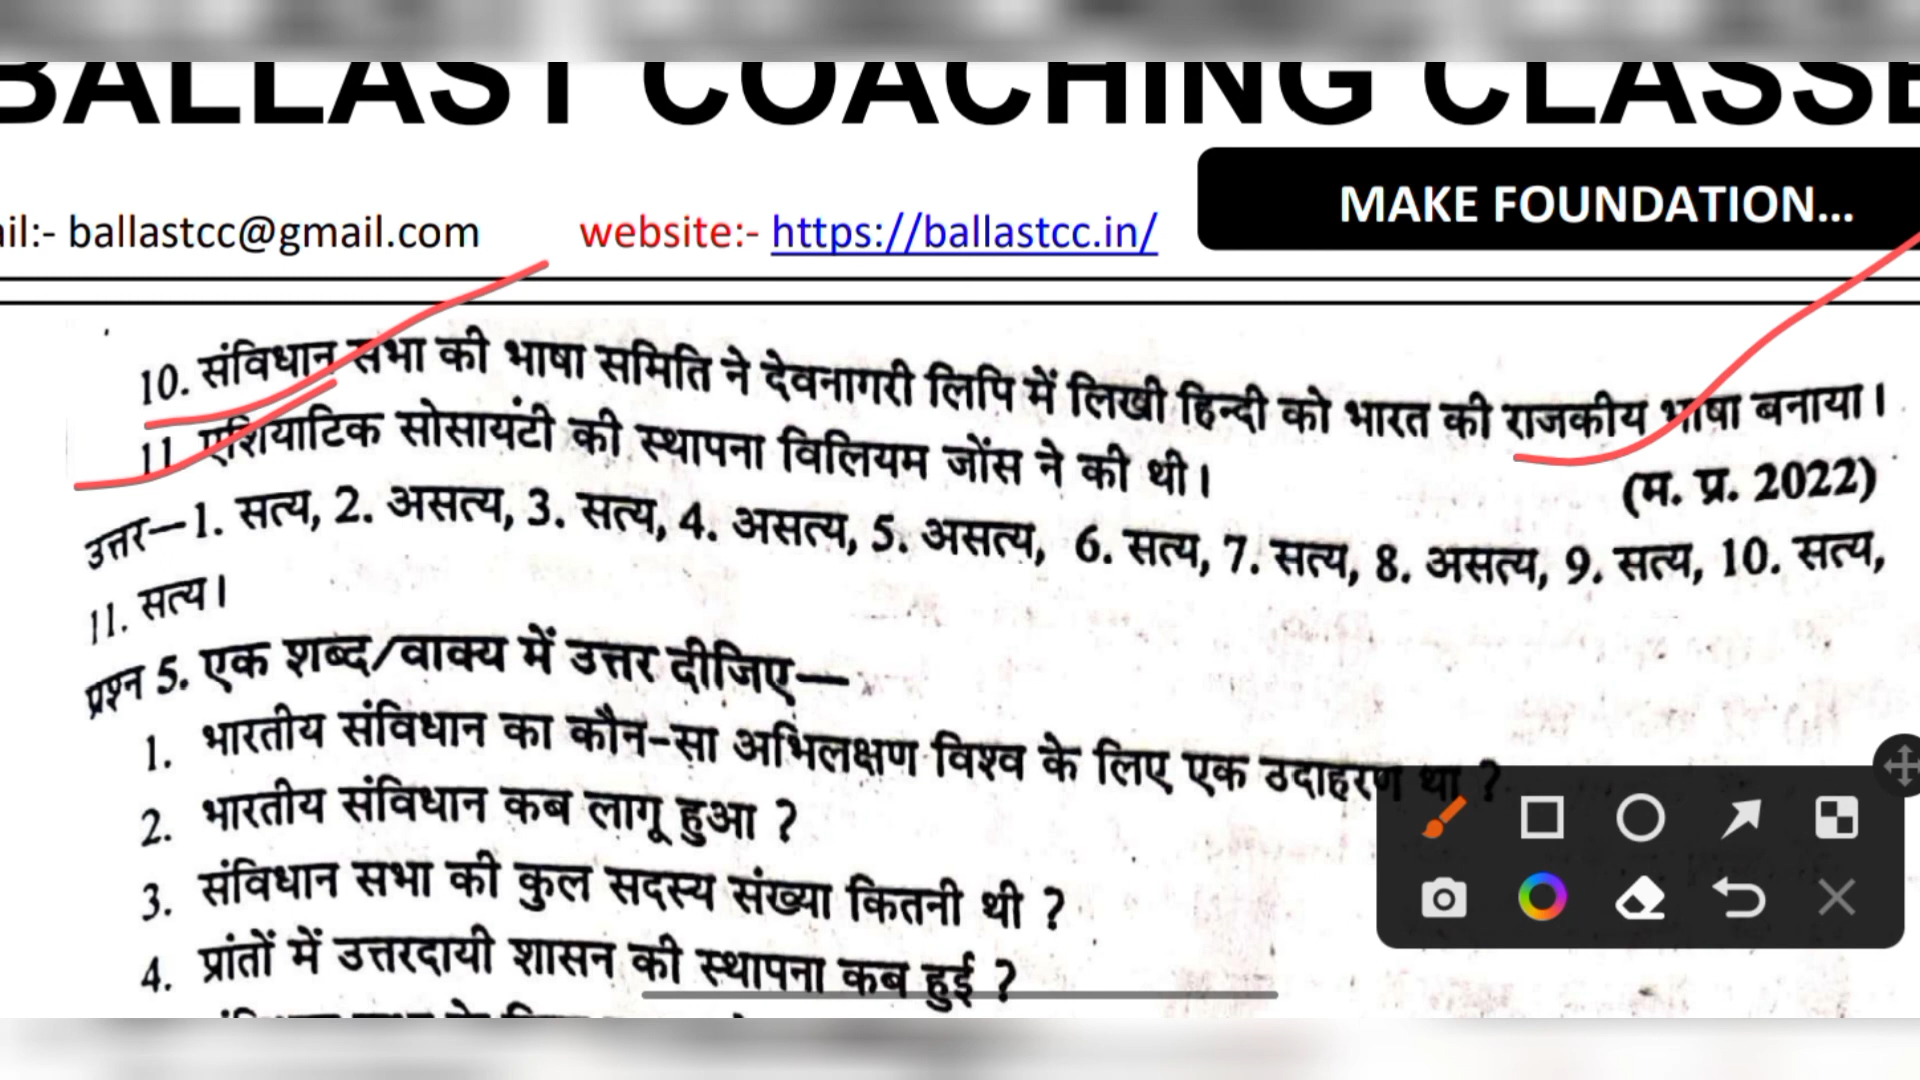 BALLAST COACHING CLASSE
ail:- ballastcc@gmail.com website:- https://ballastcc.in/ MAKE FOUNDATION...
10. संविधान सभा की भाषा समिति ने देवनागरी लिपि में लिखी हिन्दी को भारत की राजकीय भाषा बनाया।
11. एशियाटिक सोसायटी की स्थापना विलियम जोंस ने की थी।
(म. प्र. 2022)
उत्तर—1. सत्य, 2. असत्य, 3. सत्य, 4. असत्य, 5. असत्य, 6. सत्य, 7. सत्य, 8. असत्य, 9. सत्य, 10. सत्य,
11. सत्य।
प्रश्न 5. एक शब्द/वाक्य में उत्तर दीजिए—
1. भारतीय संविधान का कौन-सा अभिलक्षण विश्व के लिए एक उदाहरण था ?
2. भारतीय संविधान कब लागू हुआ ?
3. संविधान सभा की कुल सदस्य संख्या कितनी थी ?
4. प्रांतों में उत्तरदायी शासन की स्थापना कब हुई ?